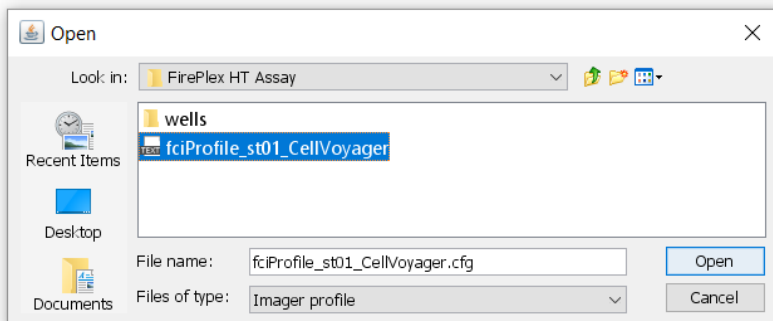 Open
Look in: FirePlex HT Assay
wells
TEXT fciProfile_st01_CellVoyager
Recent Items
Desktop
Documents
File name: fciProfile_st01_CellVoyager.cfg Open
Files of type: Imager profile Cancel